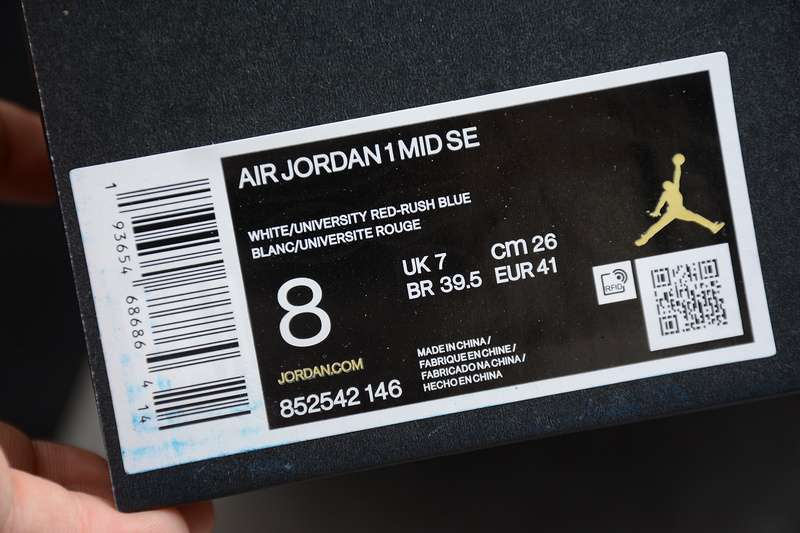 AIR JORDAN 1 MID SE
WHITE/UNIVERSITY RED-RUSH BLUE
BLANC/UNIVERSITE ROUGE
8
UK 7
cm 26
BR 39.5
EUR 41
RFID
JORDAN.COM
852542 146
MADE IN CHINA/
FABRIQUE EN CHINE/
FABRICADO NA CHINA/
HECHO EN CHINA
1 93654 68686 4 14